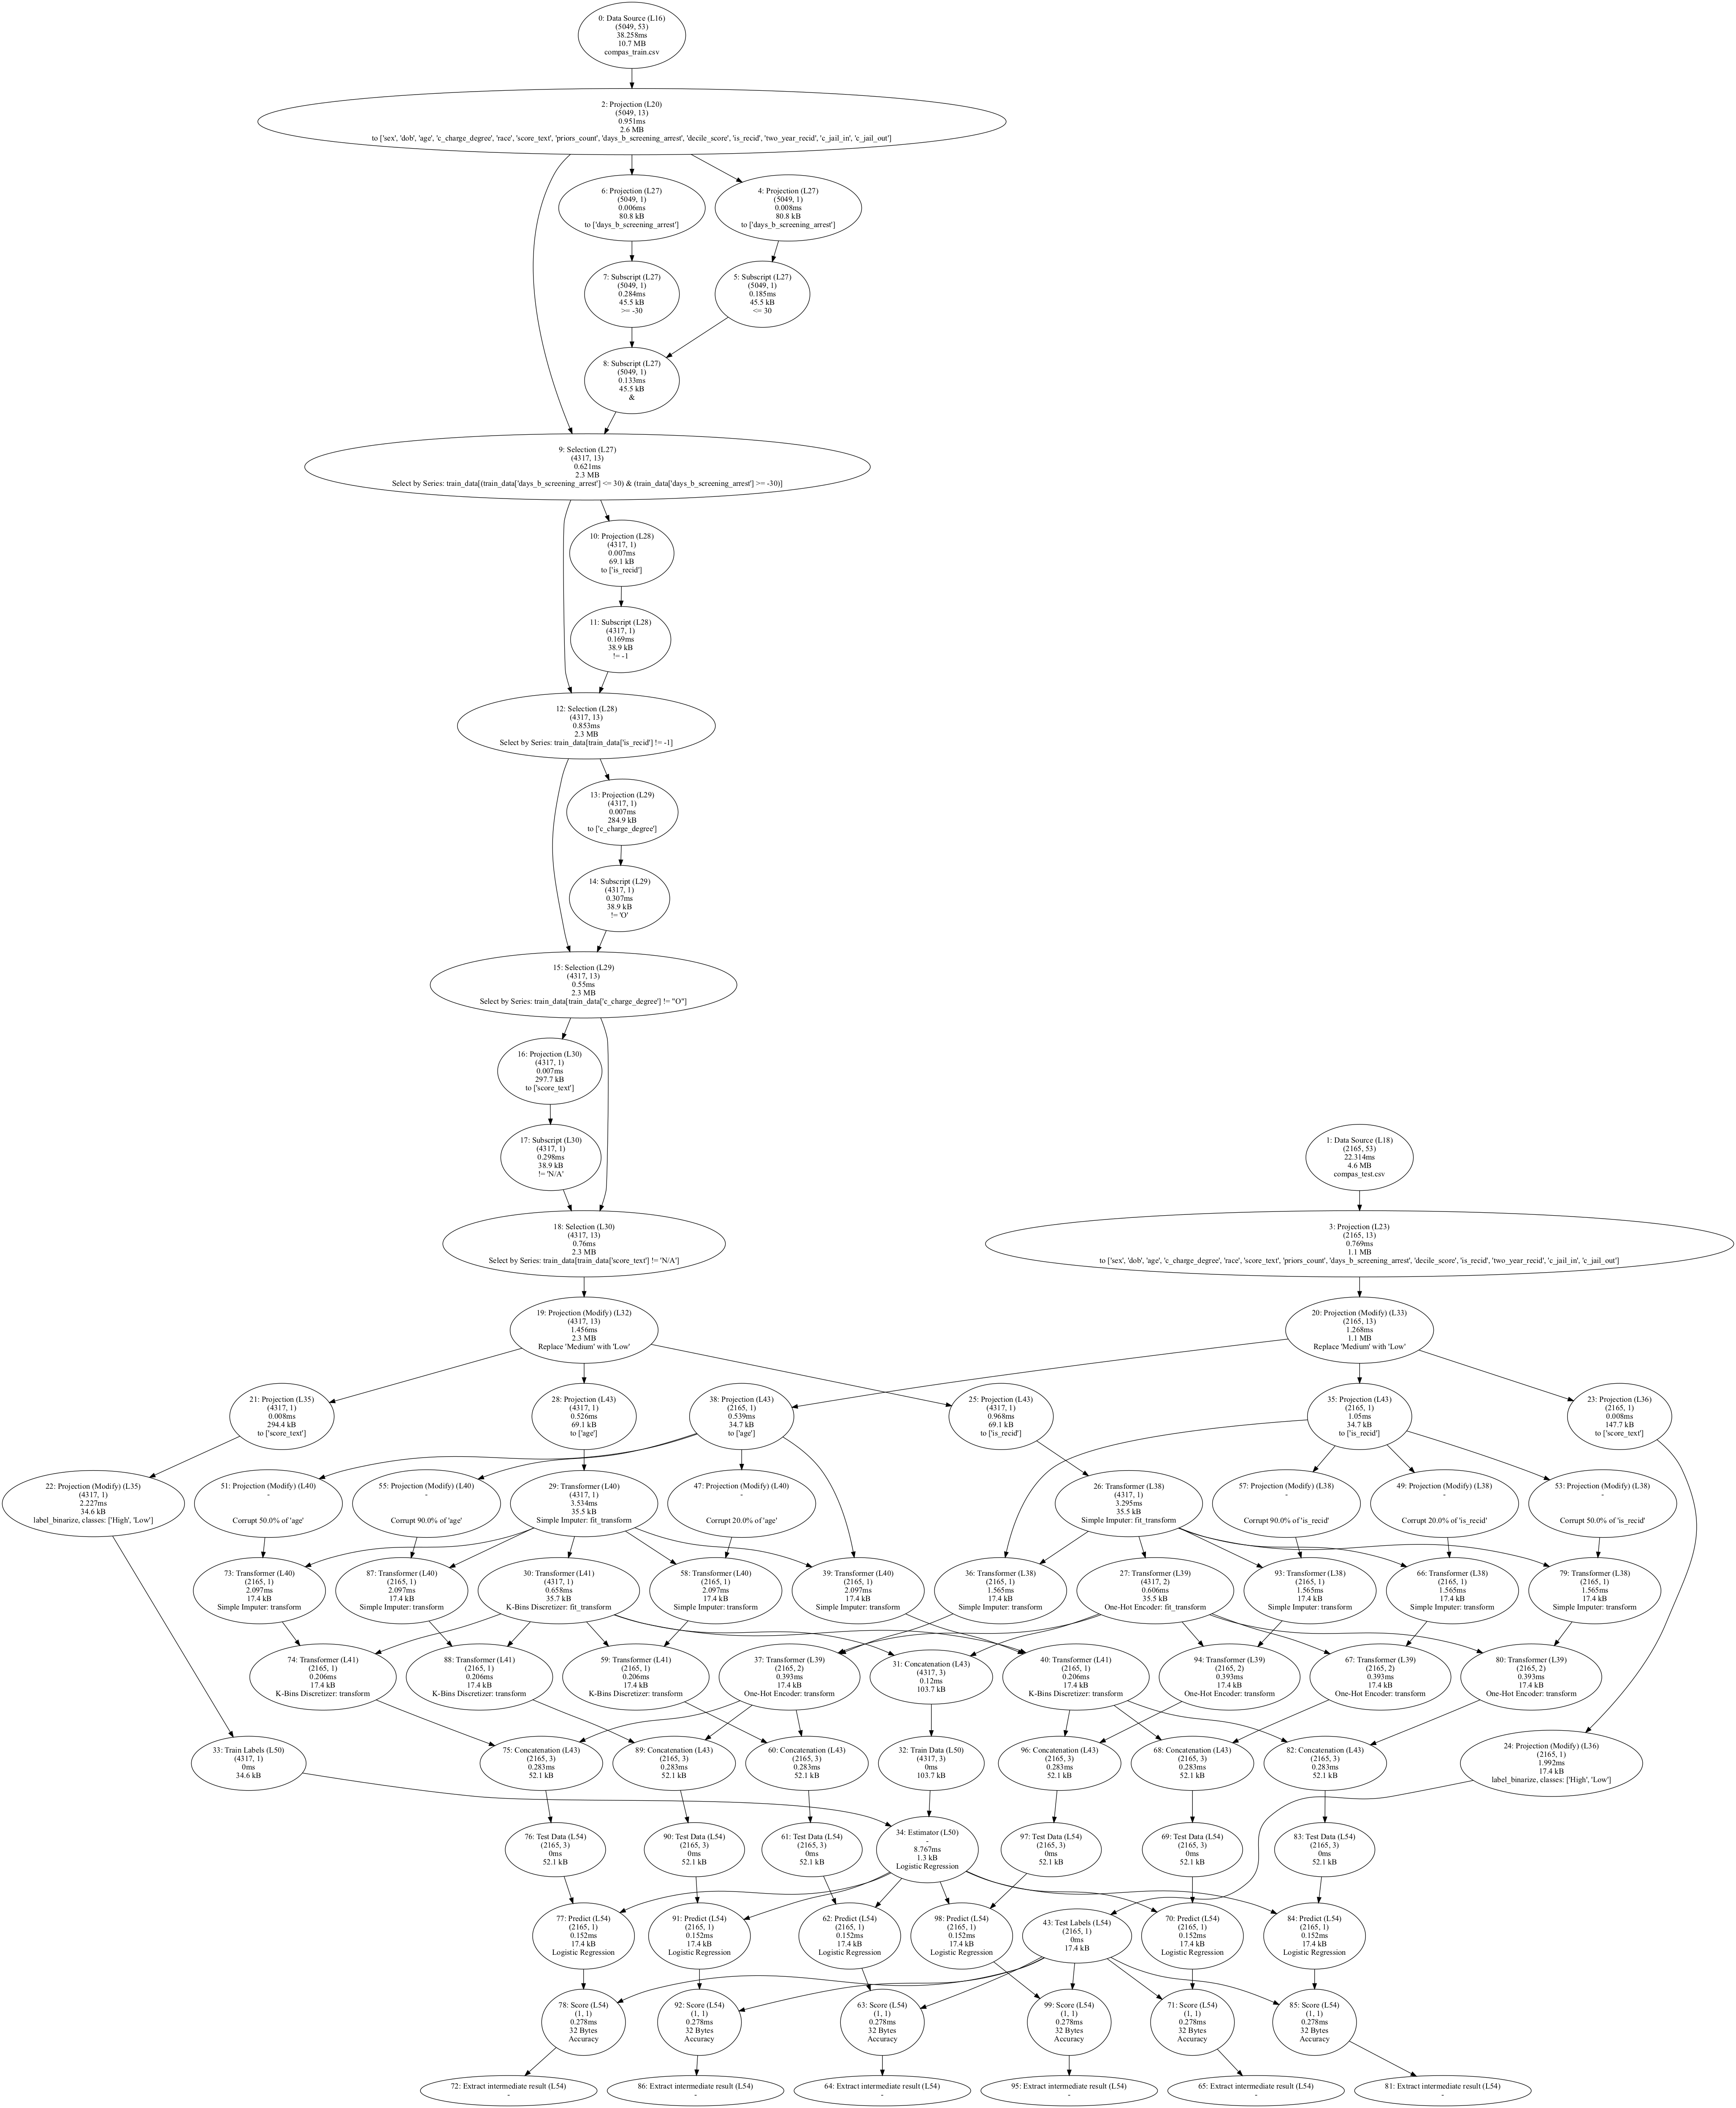 0: Data Source (L16)
(5049, 53)
38.258ms
10.7 MB
compas_train.csv
2: Projection (L20)
(5049, 13)
0.951ms
2.6 MB
to ['sex', 'dob', 'age', 'c_charge_degree', 'race', 'score_text', 'priors_count', 'days_b_screening_arrest', 'decile_score', 'is_recid', 'two_year_recid', 'c_jail_in', 'c_jail_out']
6: Projection (L27)
(5049, 1)
0.006ms
80.8 kB
to ['days_b_screening_arrest']
4: Projection (L27)
(5049, 1)
0.008ms
80.8 kB
to ['days_b_screening_arrest']
7: Subscript (L27)
(5049, 1)
0.284ms
45.5 kB
>= -30
5: Subscript (L27)
(5049, 1)
0.185ms
45.5 kB
<= 30
8: Subscript (L27)
(5049, 1)
0.133ms
45.5 kB
&
9: Selection (L27)
(4317, 13)
0.621ms
2.3 MB
Select by Series: train_data[(train_data['days_b_screening_arrest'] <= 30) & (train_data['days_b_screening_arrest'] >= -30)]
10: Projection (L28)
(4317, 1)
0.007ms
69.1 kB
to ['is_recid']
11: Subscript (L28)
(4317, 1)
0.169ms
38.9 kB
!= -1
12: Selection (L28)
(4317, 13)
0.853ms
2.3 MB
Select by Series: train_data[train_data['is_recid'] != -1]
13: Projection (L29)
(4317, 1)
0.007ms
284.9 kB
to ['c_charge_degree']
14: Subscript (L29)
(4317, 1)
0.307ms
38.9 kB
!= 'O'
15: Selection (L29)
(4317, 13)
0.55ms
2.3 MB
Select by Series: train_data[train_data['c_charge_degree'] != "O"]
16: Projection (L30)
(4317, 1)
0.007ms
297.7 kB
to ['score_text']
17: Subscript (L30)
(4317, 1)
0.298ms
38.9 kB
!= 'N/A'
1: Data Source (L18)
(2165, 53)
22.314ms
4.6 MB
compas_test.csv
18: Selection (L30)
(4317, 13)
0.76ms
2.3 MB
Select by Series: train_data[train_data['score_text'] != 'N/A']
3: Projection (L23)
(2165, 13)
0.769ms
1.1 MB
to ['sex', 'dob', 'age', 'c_charge_degree', 'race', 'score_text', 'priors_count', 'days_b_screening_arrest', 'decile_score', 'is_recid', 'two_year_recid', 'c_jail_in', 'c_jail_out']
19: Projection (Modify) (L32)
(4317, 13)
1.456ms
2.3 MB
Replace 'Medium' with 'Low'
20: Projection (Modify) (L33)
(2165, 13)
1.268ms
1.1 MB
Replace 'Medium' with 'Low'
21: Projection (L35)
(4317, 1)
0.008ms
294.4 kB
to ['score_text']
28: Projection (L43)
(4317, 1)
0.526ms
69.1 kB
to ['age']
38: Projection (L43)
(2165, 1)
0.539ms
34.7 kB
to ['age']
25: Projection (L43)
(4317, 1)
0.968ms
69.1 kB
to ['is_recid']
35: Projection (L43)
(2165, 1)
1.05ms
34.7 kB
to ['is_recid']
23: Projection (L36)
(2165, 1)
0.008ms
147.7 kB
to ['score_text']
22: Projection (Modify) (L35)
(4317, 1)
2.227ms
34.6 kB
label_binarize, classes: ['High', 'Low']
51: Projection (Modify) (L40)
-
Corrupt 50.0% of 'age'
55: Projection (Modify) (L40)
-
Corrupt 90.0% of 'age'
29: Transformer (L40)
(4317, 1)
3.534ms
35.5 kB
Simple Imputer: fit_transform
47: Projection (Modify) (L40)
-
Corrupt 20.0% of 'age'
26: Transformer (L38)
(4317, 1)
3.295ms
35.5 kB
Simple Imputer: fit_transform
57: Projection (Modify) (L38)
-
Corrupt 90.0% of 'is_recid'
49: Projection (Modify) (L38)
-
Corrupt 20.0% of 'is_recid'
53: Projection (Modify) (L38)
-
Corrupt 50.0% of 'is_recid'
73: Transformer (L40)
(2165, 1)
2.097ms
17.4 kB
Simple Imputer: transform
87: Transformer (L40)
(2165, 1)
2.097ms
17.4 kB
Simple Imputer: transform
30: Transformer (L41)
(4317, 1)
0.658ms
35.7 kB
K-Bins Discretizer: fit_transform
58: Transformer (L40)
(2165, 1)
2.097ms
17.4 kB
Simple Imputer: transform
39: Transformer (L40)
(2165, 1)
2.097ms
17.4 kB
Simple Imputer: transform
36: Transformer (L38)
(2165, 1)
1.565ms
17.4 kB
Simple Imputer: transform
27: Transformer (L39)
(4317, 2)
0.606ms
35.5 kB
One-Hot Encoder: fit_transform
93: Transformer (L38)
(2165, 1)
1.565ms
17.4 kB
Simple Imputer: transform
66: Transformer (L38)
(2165, 1)
1.565ms
17.4 kB
Simple Imputer: transform
79: Transformer (L38)
(2165, 1)
1.565ms
17.4 kB
Simple Imputer: transform
74: Transformer (L41)
(2165, 1)
0.206ms
17.4 kB
K-Bins Discretizer: transform
88: Transformer (L41)
(2165, 1)
0.206ms
17.4 kB
K-Bins Discretizer: transform
59: Transformer (L41)
(2165, 1)
0.206ms
17.4 kB
K-Bins Discretizer: transform
37: Transformer (L39)
(2165, 2)
0.393ms
17.4 kB
One-Hot Encoder: transform
31: Concatenation (L43)
(4317, 3)
0.12ms
103.7 kB
40: Transformer (L41)
(2165, 1)
0.206ms
17.4 kB
K-Bins Discretizer: transform
94: Transformer (L39)
(2165, 2)
0.393ms
17.4 kB
One-Hot Encoder: transform
67: Transformer (L39)
(2165, 2)
0.393ms
17.4 kB
One-Hot Encoder: transform
80: Transformer (L39)
(2165, 2)
0.393ms
17.4 kB
One-Hot Encoder: transform
33: Train Labels (L50)
(4317, 1)
0ms
34.6 kB
75: Concatenation (L43)
(2165, 3)
0.283ms
52.1 kB
89: Concatenation (L43)
(2165, 3)
0.283ms
52.1 kB
60: Concatenation (L43)
(2165, 3)
0.283ms
52.1 kB
32: Train Data (L50)
(4317, 3)
0ms
103.7 kB
96: Concatenation (L43)
(2165, 3)
0.283ms
52.1 kB
68: Concatenation (L43)
(2165, 3)
0.283ms
52.1 kB
82: Concatenation (L43)
(2165, 3)
0.283ms
52.1 kB
24: Projection (Modify) (L36)
(2165, 1)
1.992ms
17.4 kB
label_binarize, classes: ['High', 'Low']
76: Test Data (L54)
(2165, 3)
0ms
52.1 kB
90: Test Data (L54)
(2165, 3)
0ms
52.1 kB
61: Test Data (L54)
(2165, 3)
0ms
52.1 kB
34: Estimator (L50)
-
8.767ms
1.3 kB
Logistic Regression
97: Test Data (L54)
(2165, 3)
0ms
52.1 kB
69: Test Data (L54)
(2165, 3)
0ms
52.1 kB
83: Test Data (L54)
(2165, 3)
0ms
52.1 kB
77: Predict (L54)
(2165, 1)
0.152ms
17.4 kB
Logistic Regression
91: Predict (L54)
(2165, 1)
0.152ms
17.4 kB
Logistic Regression
62: Predict (L54)
(2165, 1)
0.152ms
17.4 kB
Logistic Regression
98: Predict (L54)
(2165, 1)
0.152ms
17.4 kB
Logistic Regression
43: Test Labels (L54)
(2165, 1)
0ms
17.4 kB
70: Predict (L54)
(2165, 1)
0.152ms
17.4 kB
Logistic Regression
84: Predict (L54)
(2165, 1)
0.152ms
17.4 kB
Logistic Regression
78: Score (L54)
(1, 1)
0.278ms
32 Bytes
Accuracy
92: Score (L54)
(1, 1)
0.278ms
32 Bytes
Accuracy
63: Score (L54)
(1, 1)
0.278ms
32 Bytes
Accuracy
99: Score (L54)
(1, 1)
0.278ms
32 Bytes
Accuracy
71: Score (L54)
(1, 1)
0.278ms
32 Bytes
Accuracy
85: Score (L54)
(1, 1)
0.278ms
32 Bytes
Accuracy
72: Extract intermediate result (L54)
-
86: Extract intermediate result (L54)
-
64: Extract intermediate result (L54)
-
95: Extract intermediate result (L54)
-
65: Extract intermediate result (L54)
-
81: Extract intermediate result (L54)
-